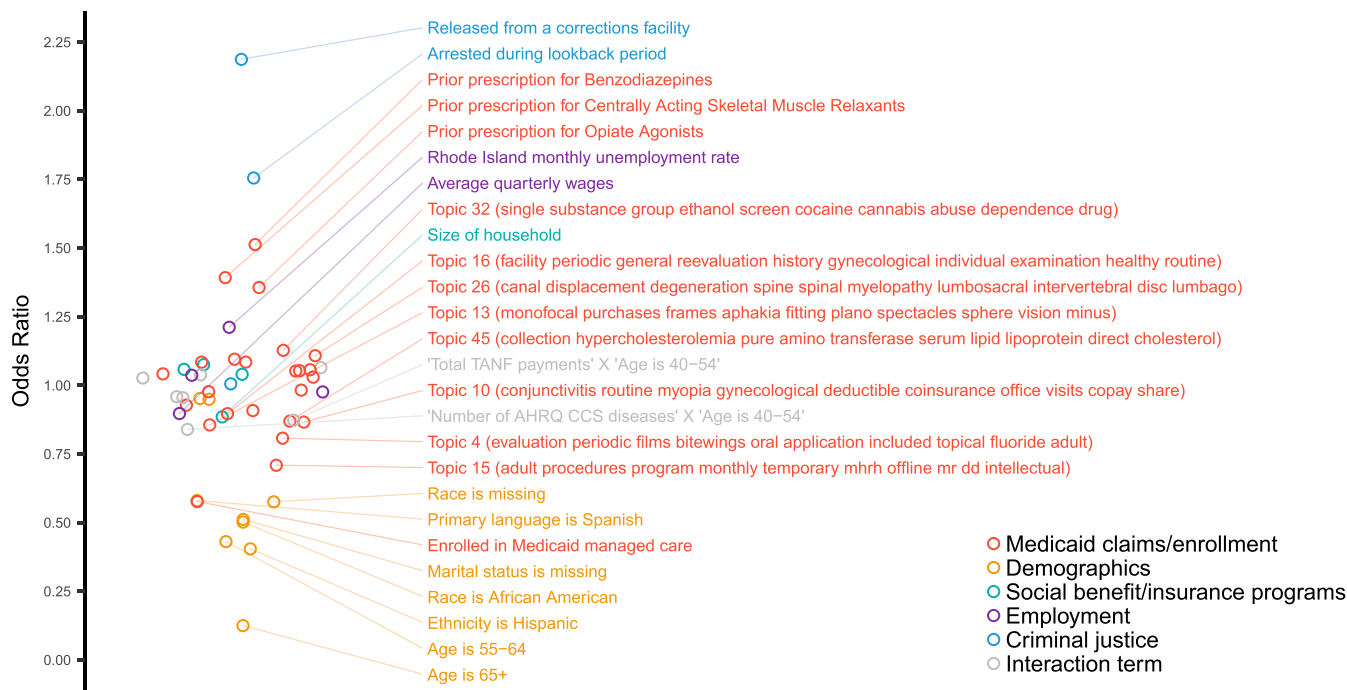 Released from a corrections facility
2.25
Arrested during lookback period
Prior prescription for Benzodiazepines
Prior prescription for Centrally Acting Skeletal Muscle Relaxants
2.00
Prior prescription for Opiate Agonists
Rhode Island monthly unemployment rate
1.75
Average quarterly wages
Topic 32 (single substance group ethanol screen cocaine cannabis abuse dependence drug)
Size of household
1.50
Topic 16 (facility periodic general reevaluation history gynecological individual examination healthy routine)
Topic 26 (canal displacement degeneration spine spinal myelopathy lumbosacral intervertebral disc lumbago)
Topic 13 (monofocal purchases frames aphakia fitting plano spectacles sphere vision minus)
1.25
Topic 45 (collection hypercholesterolemia pure amino transferase serum lipid lipoprotein direct cholesterol)
Odds Ratio
'Total TANF payments' X 'Age is 40−54'
1.00
Topic 10 (conjunctivitis routine myopia gynecological deductible coinsurance office visits copay share)
'Number of AHRQ CCS diseases' X 'Age is 40−54'
Topic 4 (evaluation periodic films bitewings oral application included topical fluoride adult)
0.75
Topic 15 (adult procedures program monthly temporary mhrh offline mr dd intellectual)
Race is missing
Primary language is Spanish
0.50
Enrolled in Medicaid managed care
Marital status is missing
0.25
Race is African American
Ethnicity is Hispanic
Age is 55−64
0.00
Age is 65+
Medicaid claims/enrollment
Demographics
Social benefit/insurance programs
Employment
Criminal justice
Interaction term